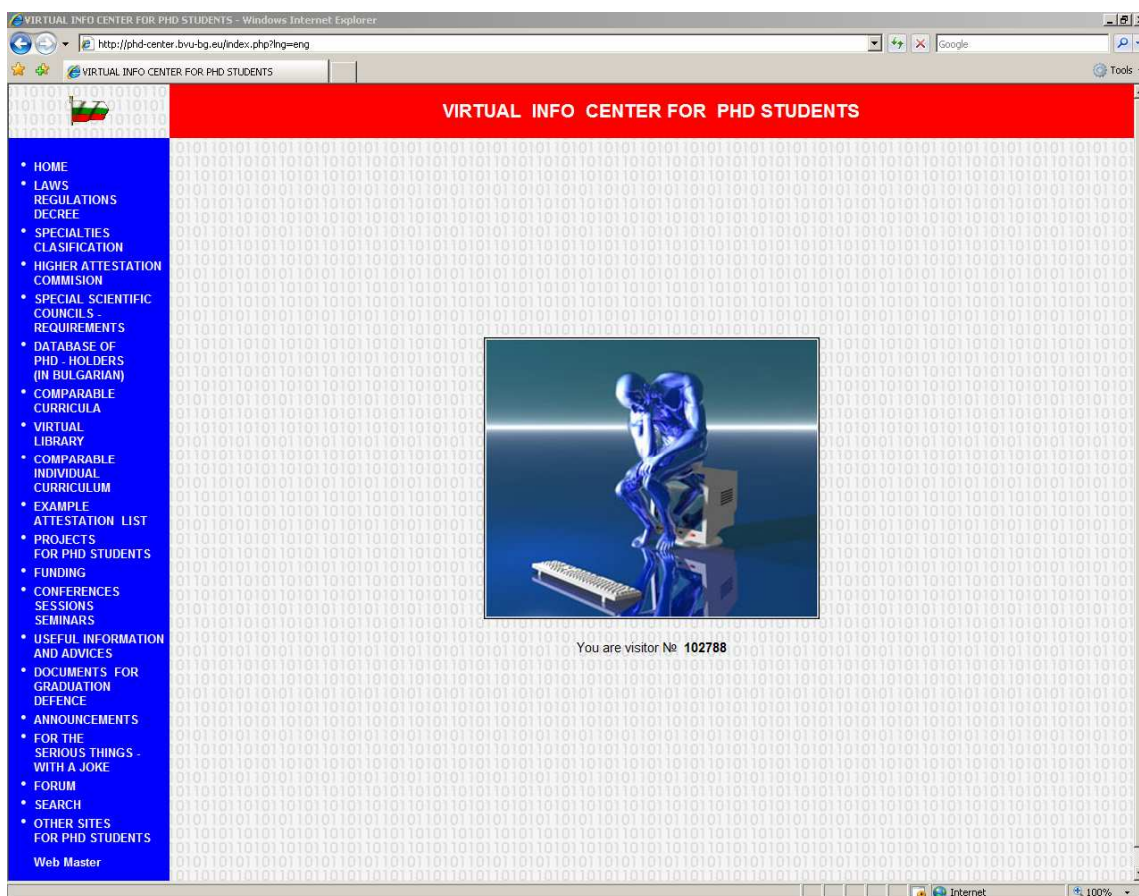 VIRTUAL INFO CENTER FOR PHD STUDENTS - Windows Internet Explorer
http://phd-center.bvu-bg.eu/index.php?lng=eng
Google
VIRTUAL INFO CENTER FOR PHD STUDENTS
Tools
VIRTUAL INFO CENTER FOR PHD STUDENTS
• HOME
• LAWS
REGULATIONS
DECREE
• SPECIALTIES
CLASIFICATION
• HIGHER ATTESTATION
COMMISION
• SPECIAL SCIENTIFIC
COUNCILS -
REQUIREMENTS
• DATABASE OF
PHD - HOLDERS
(IN BULGARIAN)
• COMPARABLE
CURRICULA
• VIRTUAL
LIBRARY
• COMPARABLE
INDIVIDUAL
CURRICULUM
• EXAMPLE
ATTESTATION LIST
• PROJECTS
FOR PHD STUDENTS
• FUNDING
• CONFERENCES
SESSIONS
SEMINARS
• USEFUL INFORMATION
AND ADVICES
• DOCUMENTS FOR
GRADUATION
DEFENCE
• ANNOUNCEMENTS
• FOR THE
SERIOUS THINGS -
WITH A JOKE
• FORUM
• SEARCH
• OTHER SITES
FOR PHD STUDENTS
Web Master
You are visitor № 102788
Internet
100%